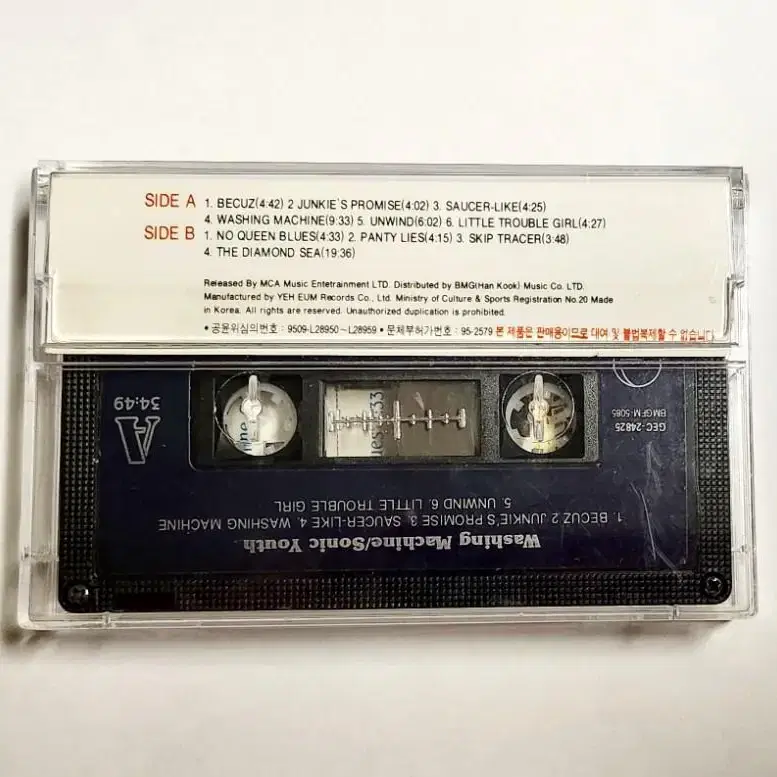 SIDE A 1. BECUZ(4:42) 2 JUNKIE'S PROMISE(4:02) 3. SAUCER-LIKE(4:25)
4. WASHING MACHINE(9:33) 5. UNWIND(6:02) 6. LITTLE TROUBLE GIRL(4:27)
SIDE B 1. NO QUEEN BLUES(4:33) 2. PANTY LIES(4:15) 3. SKIP TRACER(3:48)
4. THE DIAMOND SEA(19:36)
Released By MCA Music Entetrainment LTD. Distributed by BMG(Han Kook) Music Co. LTD.
Manufactured by YEH EUM Records Co., Ltd. Ministry of Culture & Sports Registration No.20 Made
in Korea. All rights are reserved. Unauthorized duplication is prohibited.
• 공윤위심의번호 : 9509-L28950~L28959 • 문체부허가번호 : 95-2579 본 제품은 판매용이므로 대여 및 불법복제할 수 없습니다
Washing Machine/Sonic Youth
1. BECUZ 2 JUNKIE'S PROMISE 3. SAUCER-LIKE 4. WASHING MACHINE
5. UNWIND 6. LITTLE TROUBLE GIRL
GEC-24825
BMGFM-5085
A
34:49